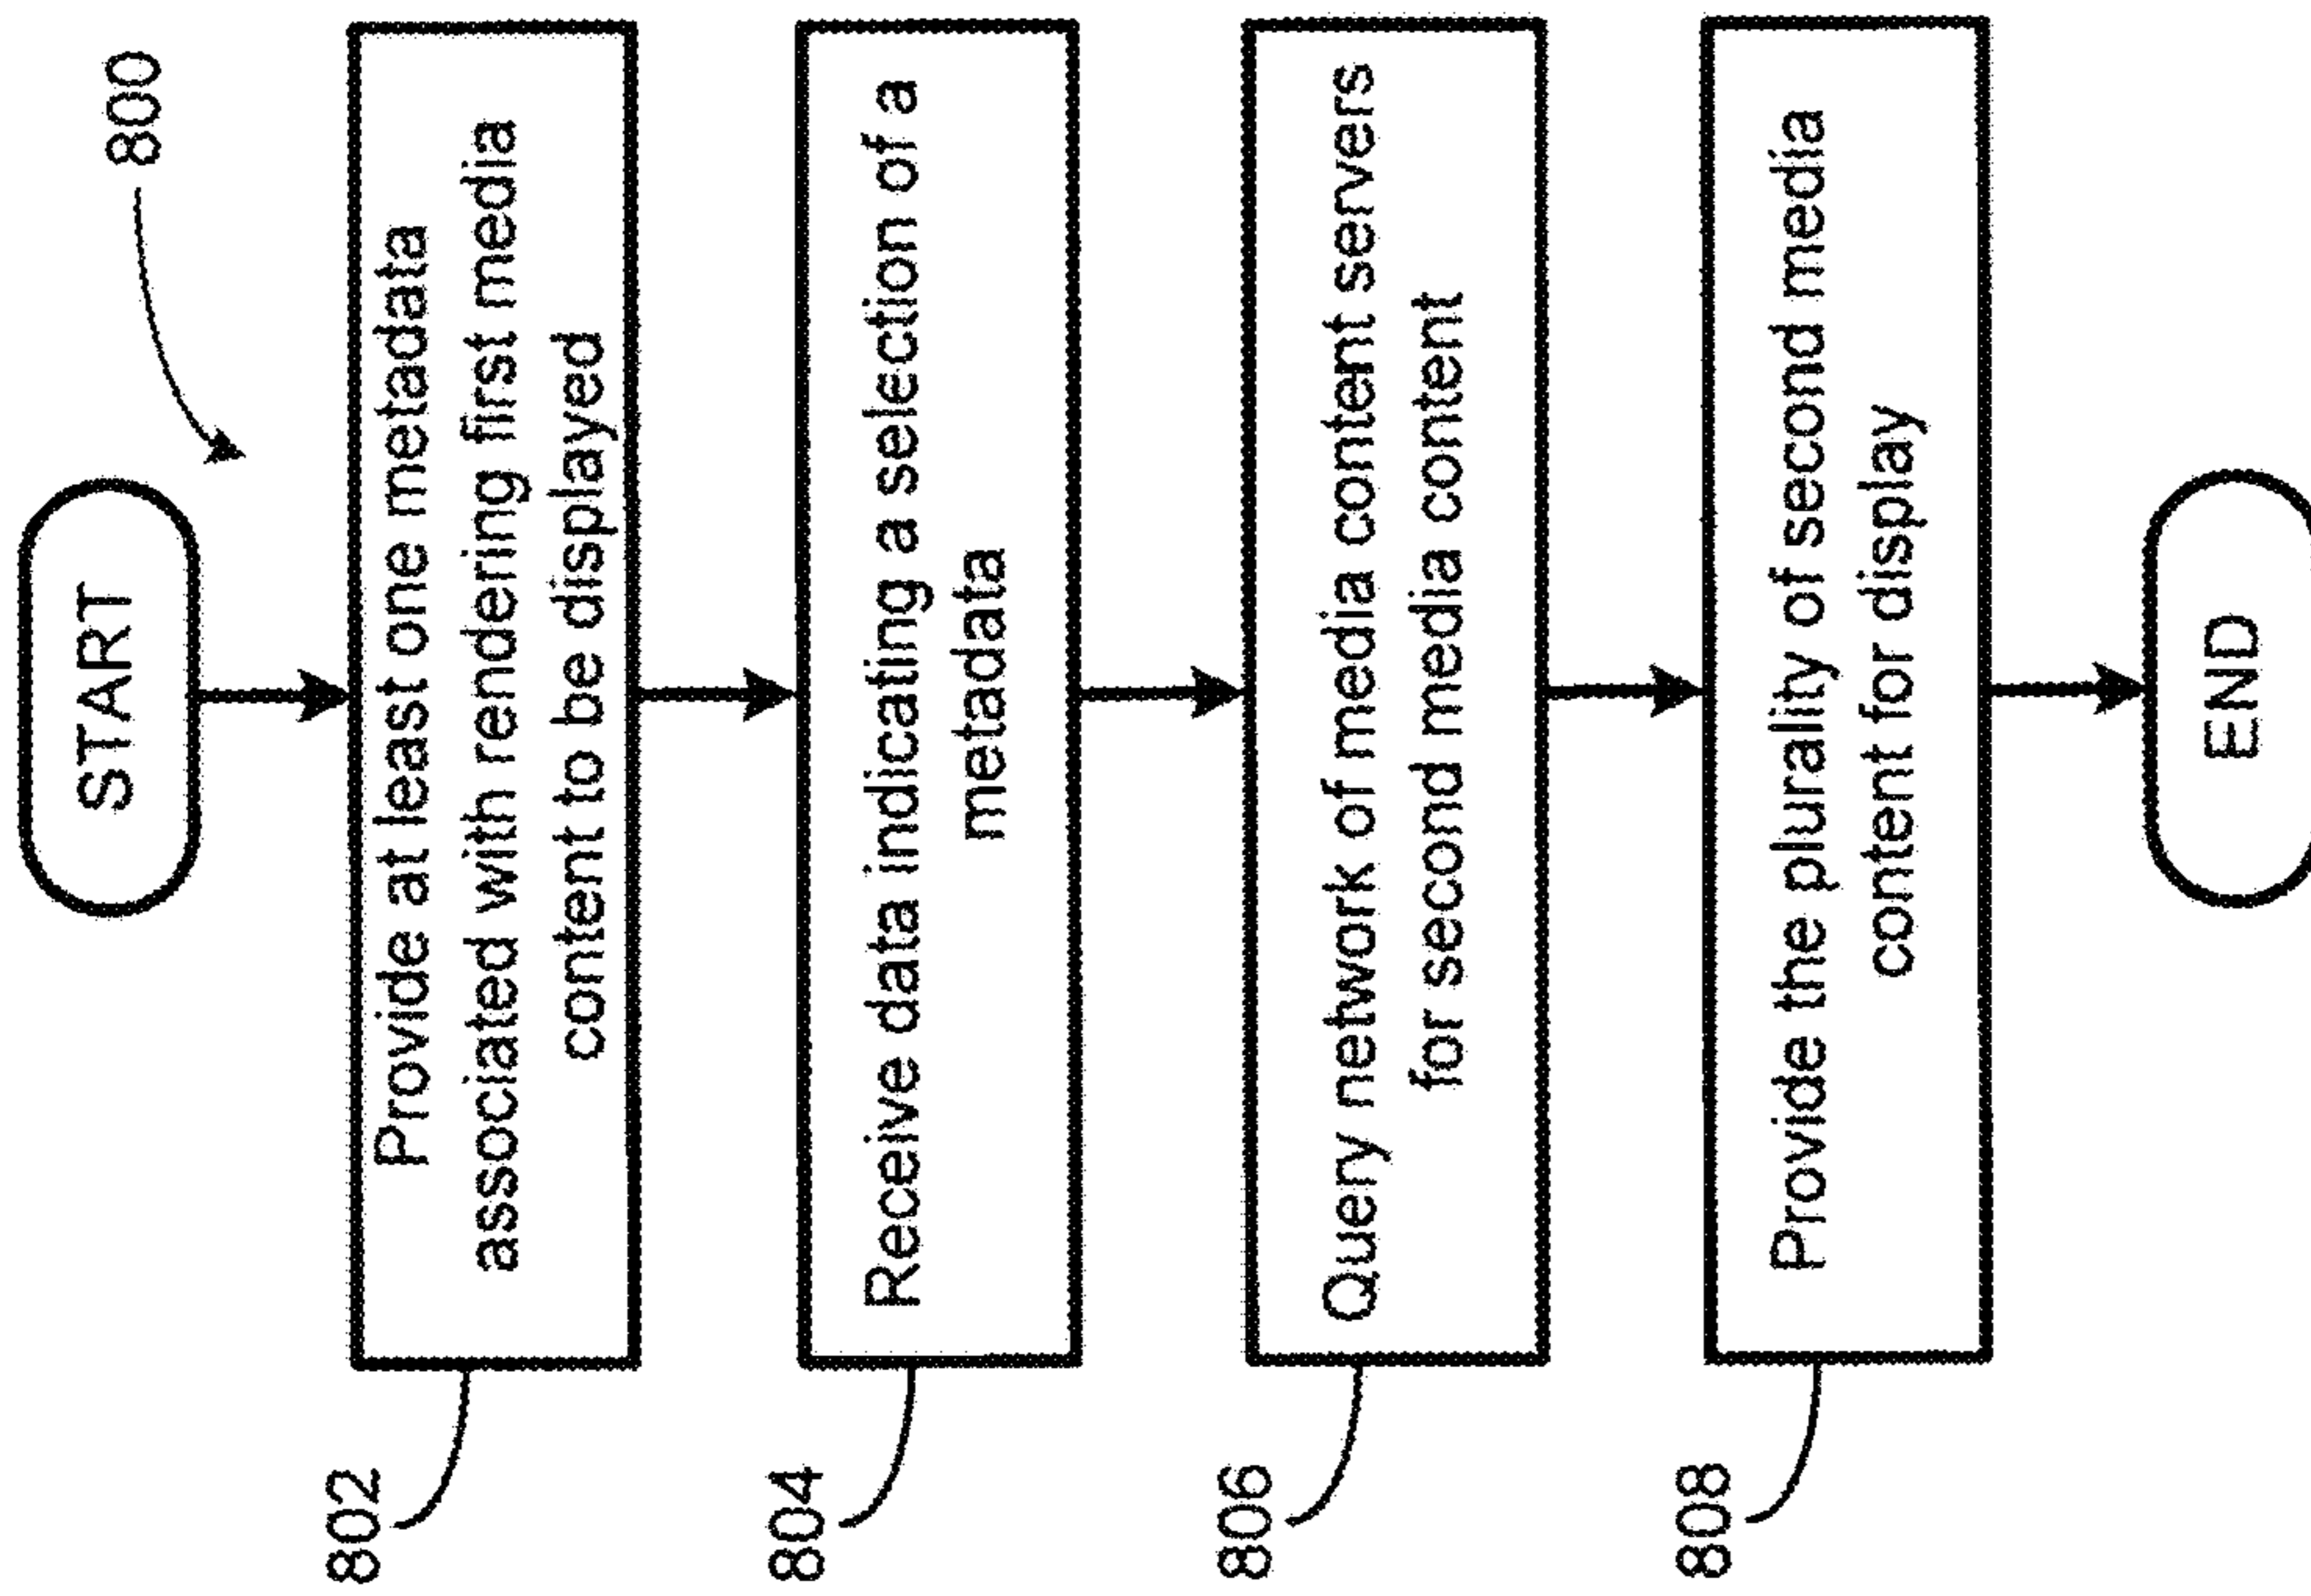 800
START
802
Provide at least one metadata
associated with rendering first media
content to be displayed
804
Receive data indicating a selection of a
metadata
806
Query network of media content servers
for second media content
808
Provide the plurality of second media
content for display
END